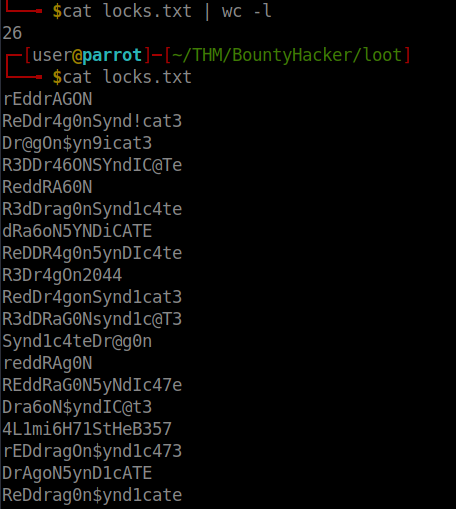 └──╼ $cat locks.txt | wc -l
26
┌─[user@parrot]─[~/THM/BountyHacker/loot]
└──╼ $cat locks.txt
rEddrAGON
ReDdr4g0nSynd!cat3
Dr@gOn$yn9icat3
R3DDr46ONSYndIC@Te
ReddRA60N
R3dDrag0nSynd1c4te
dRa6oN5YNDiCATE
ReDDR4g0n5ynDIc4te
R3Dr4gOn2044
RedDr4gonSynd1cat3
R3dDRaG0Nsynd1c@T3
Synd1c4teDr@g0n
reddRAg0N
REddRaG0N5yNdIc47e
Dra6oN$yndIC@t3
4L1mi6H71StHeB357
rEDdragOn$ynd1c473
DrAgoN5ynD1cATE
ReDdrag0n$ynd1cate